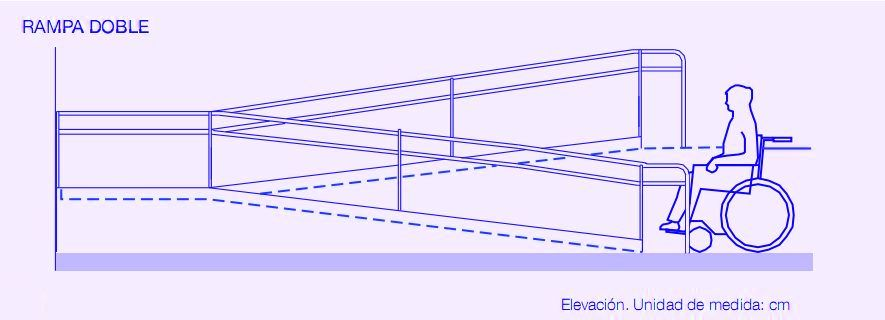 RAMPA DOBLE
Elevación. Unidad de medida: cm